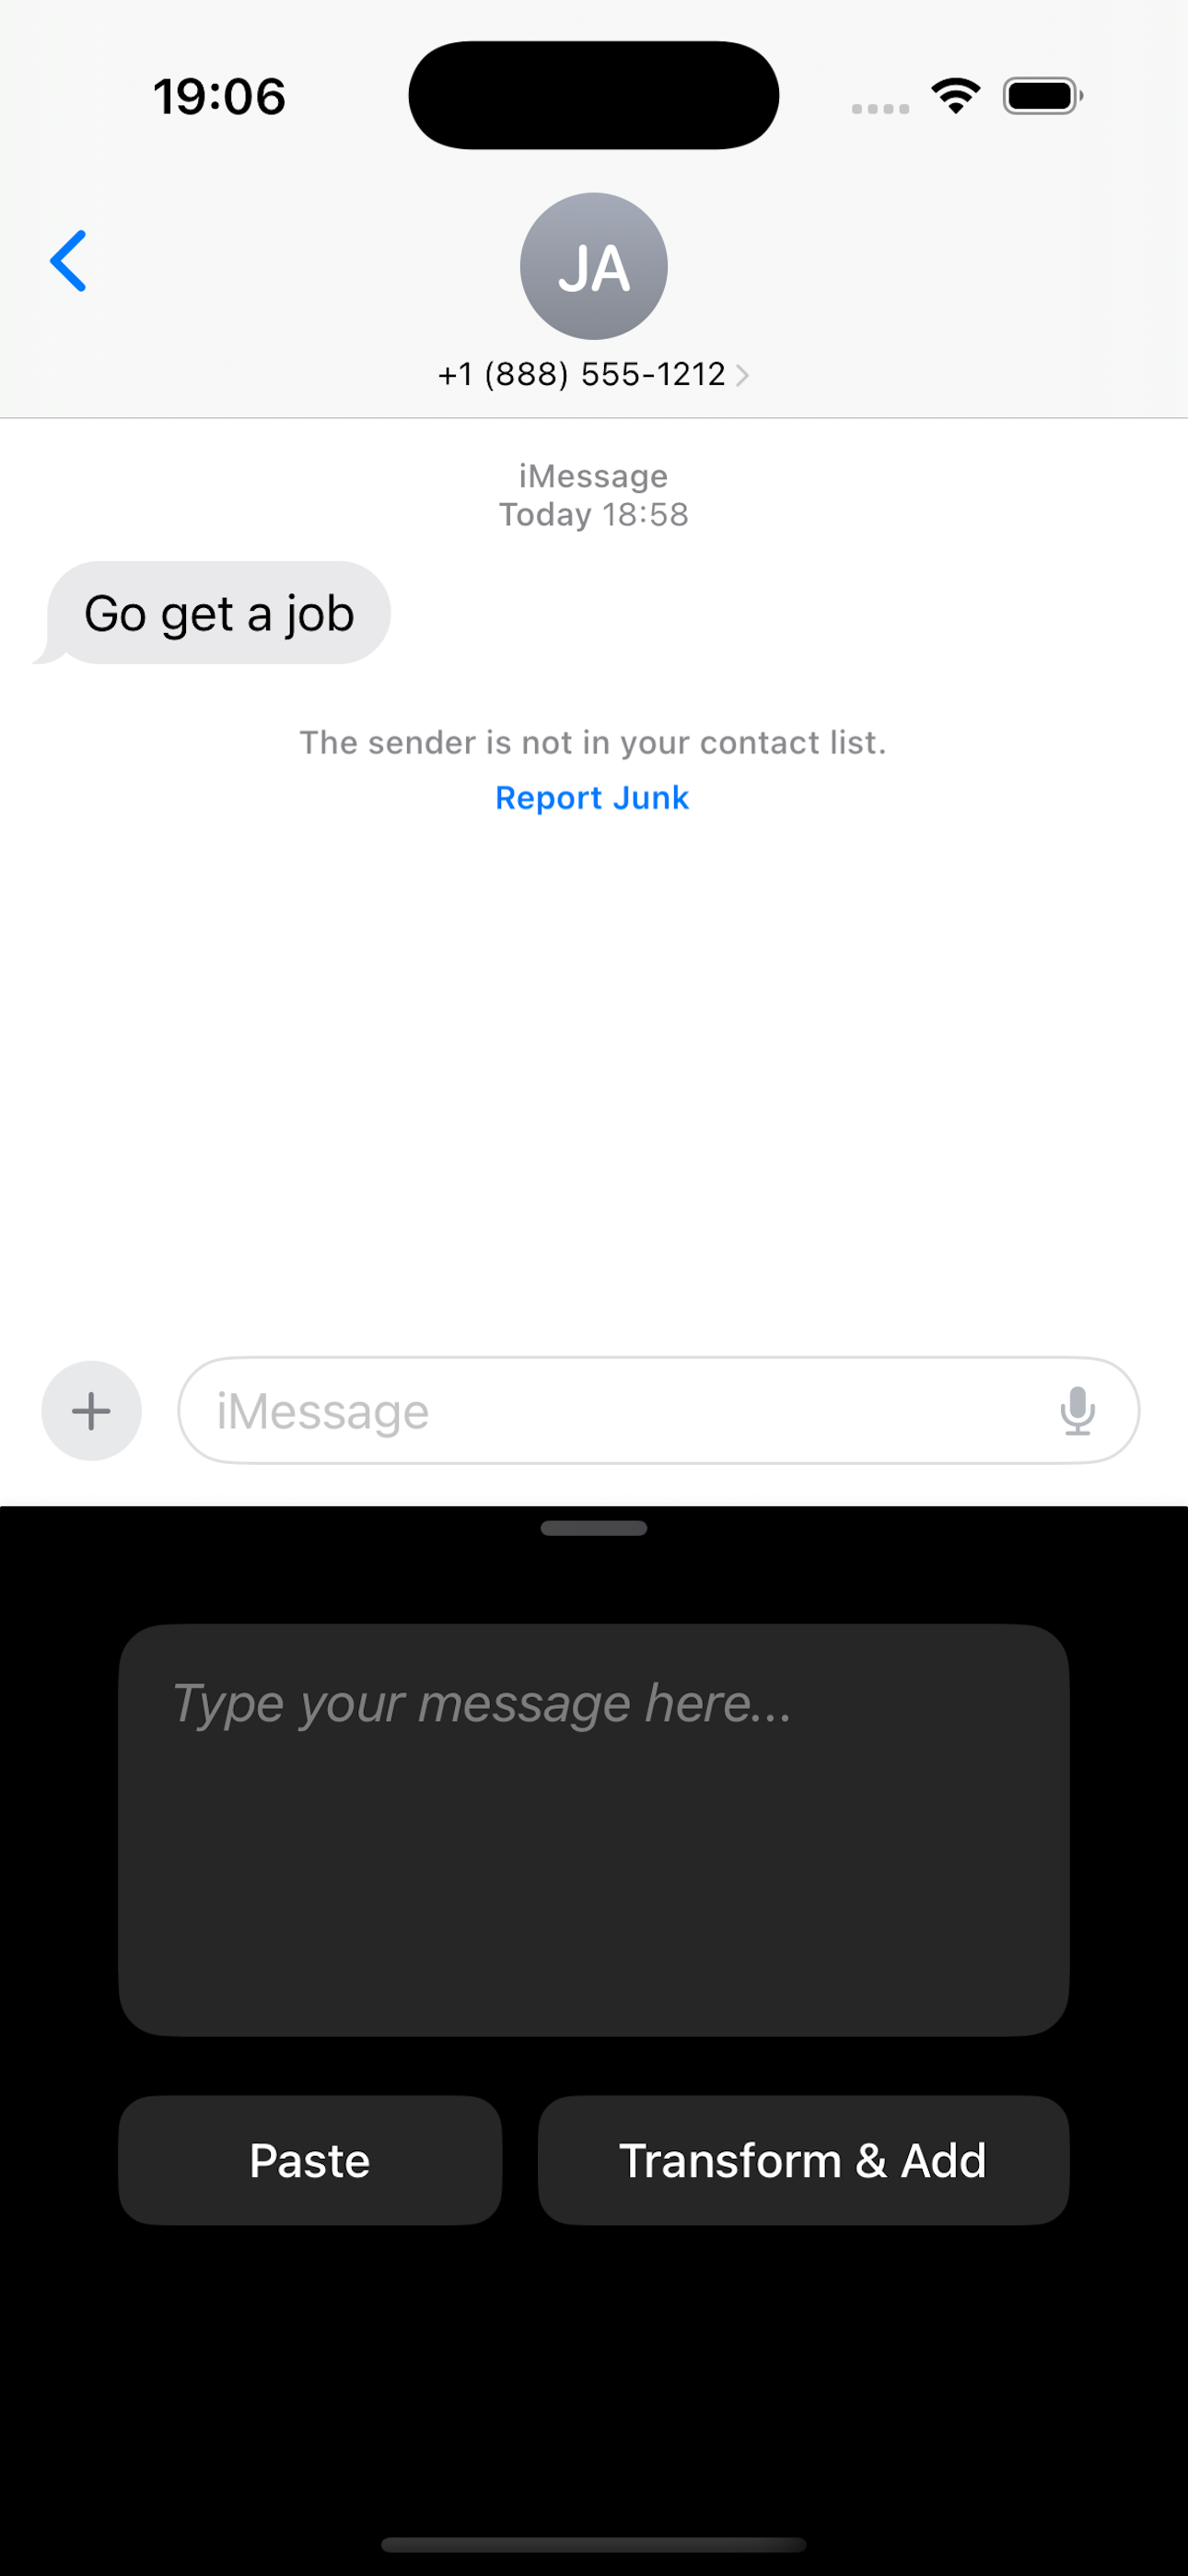 19:06
JA
+1 (888) 555-1212
iMessage
Today 18:58
Go get a job
The sender is not in your contact list.
Report Junk
iMessage
Type your message here...
Paste
Transform & Add